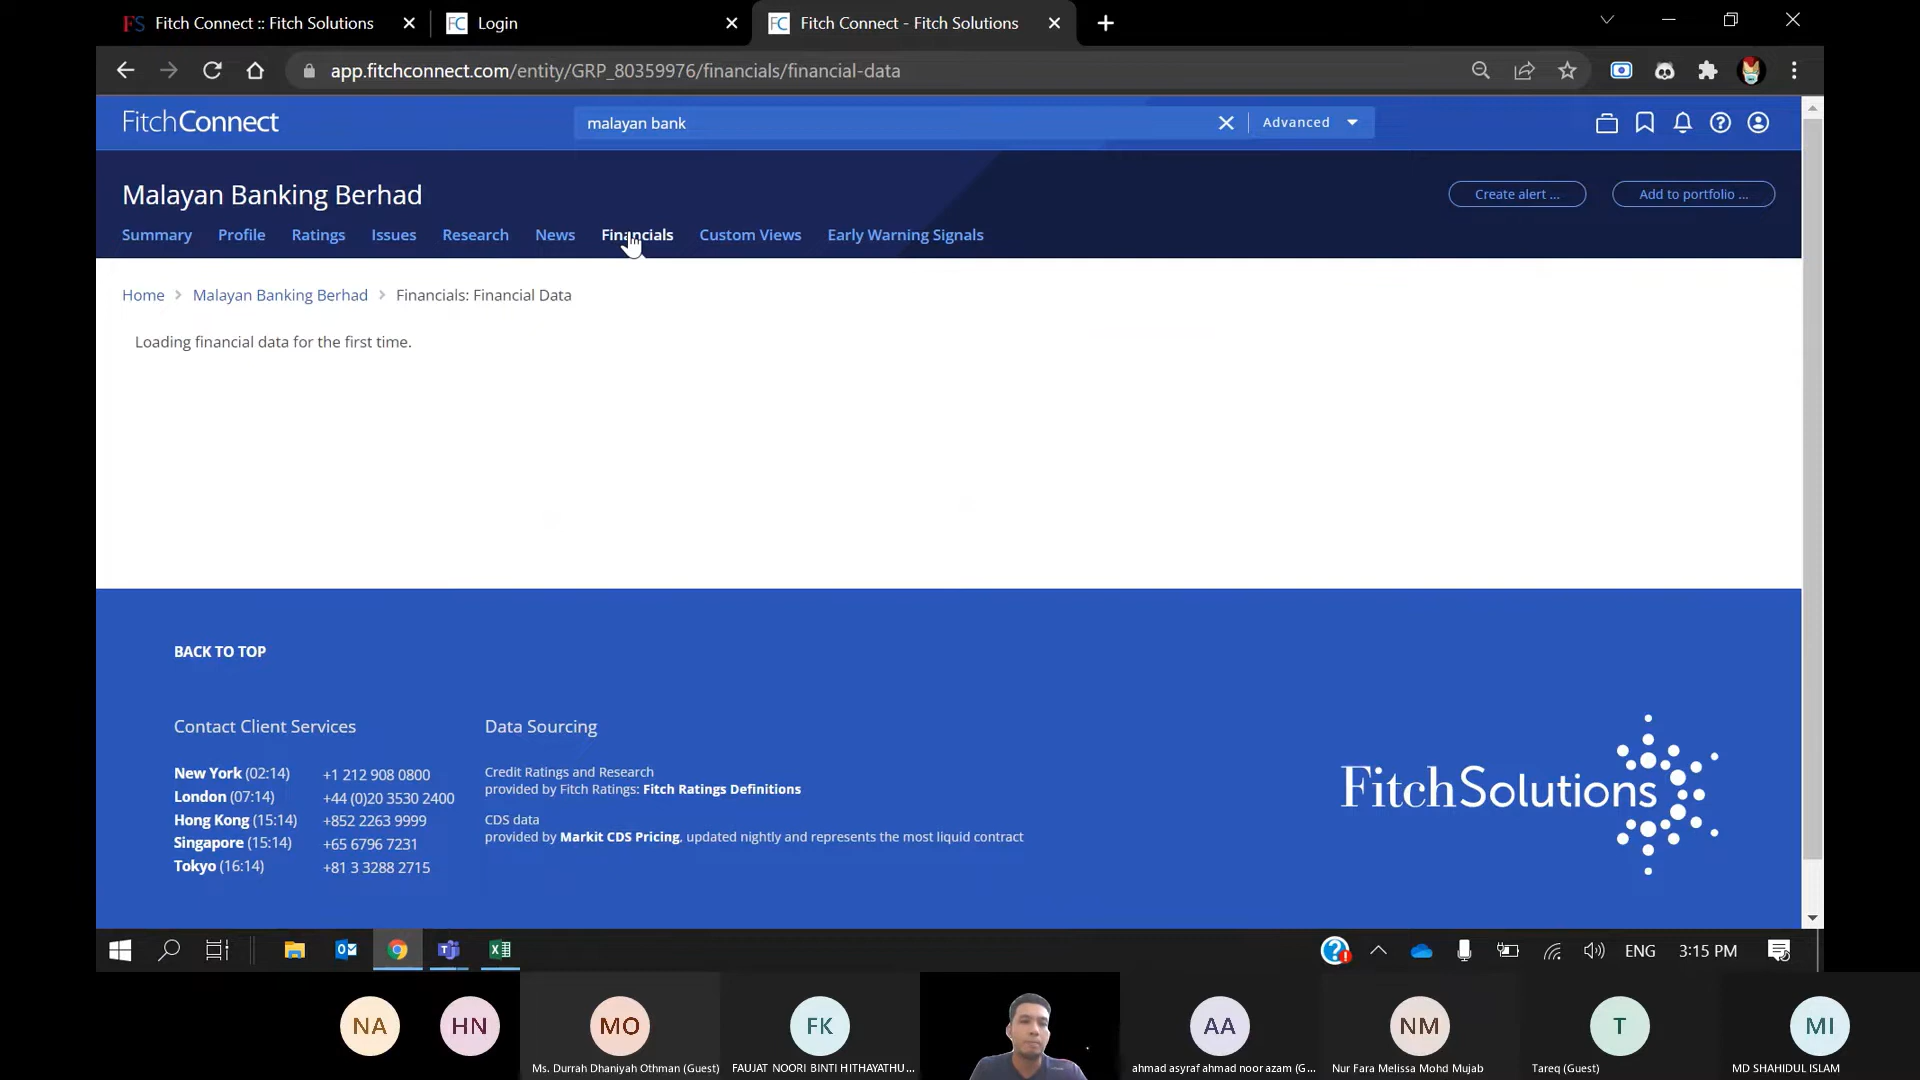 FS Fitch Connect :: Fitch Solutions
FC Login
FC Fitch Connect - Fitch Solutions
app.fitchconnect.com/entity/GRP_80359976/financials/financial-data
FitchConnect
malayan bank
Advanced
Malayan Banking Berhad
Create alert ...
Add to portfolio ...
Summary
Profile
Ratings
Issues
Research
News
Financials
Custom Views
Early Warning Signals
Home > Malayan Banking Berhad > Financials: Financial Data
Loading financial data for the first time.
BACK TO TOP
Contact Client Services
New York (02:14) +1 212 908 0800
London (07:14) +44 (0)20 3530 2400
Hong Kong (15:14) +852 2263 9999
Singapore (15:14) +65 6796 7231
Tokyo (16:14) +81 3 3288 2715
Data Sourcing
Credit Ratings and Research
provided by Fitch Ratings: Fitch Ratings Definitions
CDS data
provided by Markit CDS Pricing, updated nightly and represents the most liquid contract
FitchSolutions
ENG
3:15 PM
NA
HN
MO
FK
AA
NM
T
MI
Ms. Durrah Dhaniyah Othman (Guest)
FAUJAT NOORI BINTI HITHAYATHU...
ahmad asyraf ahmad noor azam (G...
Nur Fara Melissa Mohd Mujab
Tareq (Guest)
MD SHAHIDUL ISLAM